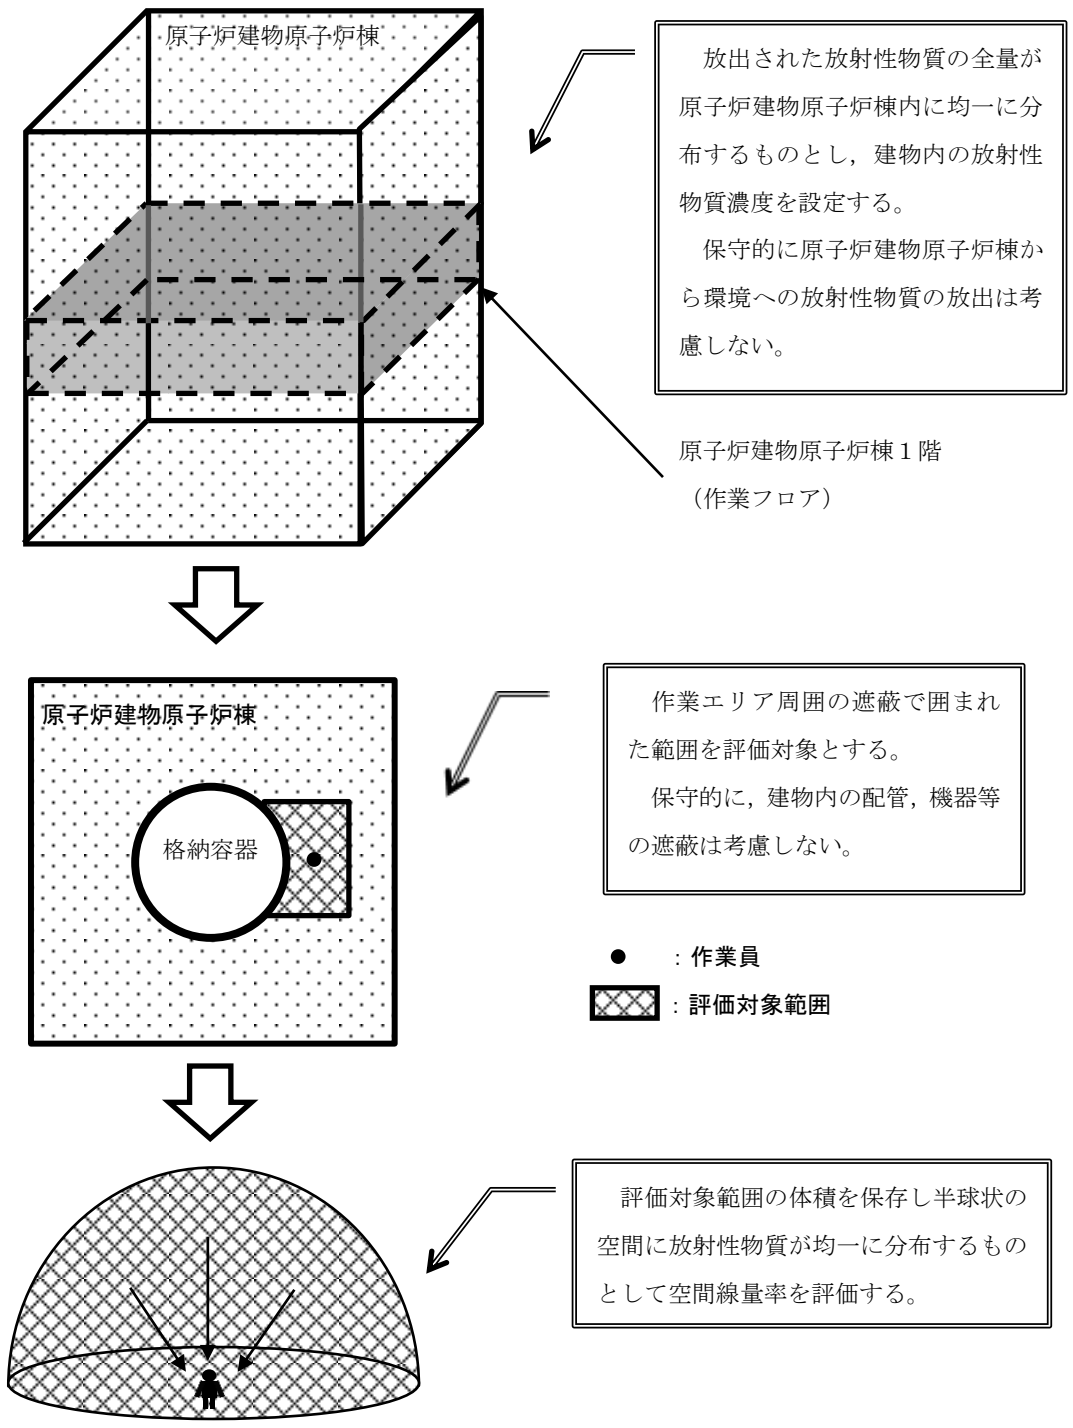 原子炉建物原子炉棟
放出された放射性物質の全量が
原子炉建物原子炉棟内に均一に分
布するものとし，建物内の放射性
物質濃度を設定する。
保守的に原子炉建物原子炉棟か
ら環境への放射性物質の放出は考
慮しない。
原子炉建物原子炉棟１階
（作業フロア）
原子炉建物原子炉棟
格納容器
作業エリア周囲の遮蔽で囲まれ
た範囲を評価対象とする。
保守的に，建物内の配管，機器等
の遮蔽は考慮しない。
：作業員
：評価対象範囲
評価対象範囲の体積を保存し半球状の
空間に放射性物質が均一に分布するもの
として空間線量率を評価する。